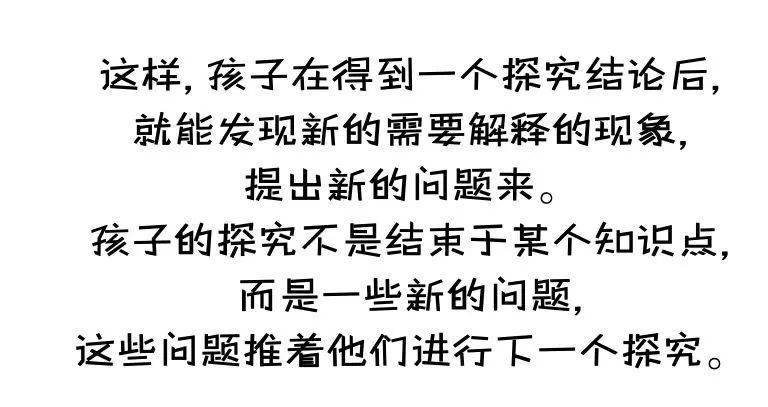 这样,孩子在得到一个探究结论后,
就能发现新的需要解释的现象,
提出新的问题来。
孩子的探究不是结束于某个知识点,
而是一些新的问题,
这些问题推着他们进行下一个探究。